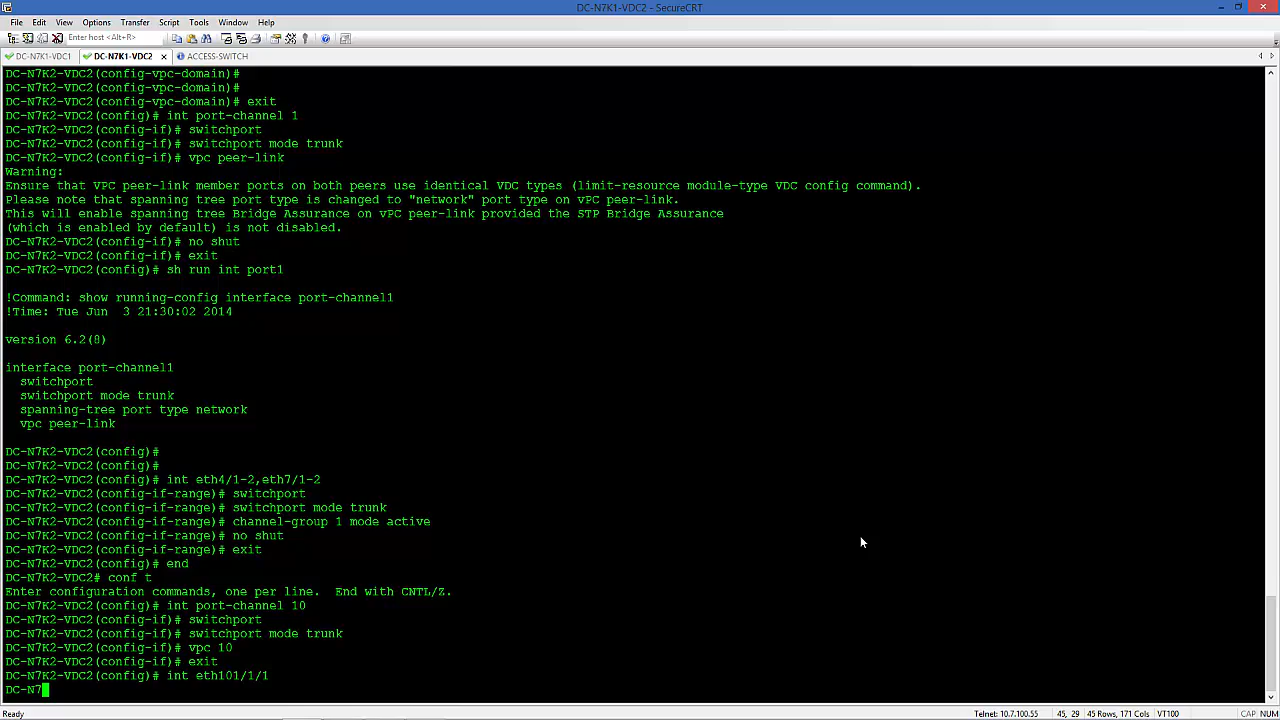 DC-N7K1-VDC2 - SecureCRT
File Edit View Options Transfer Script Tools Window Help
Enter host <Alt+R>
DC-N7K1-VDC1 DC-N7K1-VDC2 ACCESS-SWITCH
DC-N7K2-VDC2(config-vpc-domain)#
DC-N7K2-VDC2(config-vpc-domain)#
DC-N7K2-VDC2(config-vpc-domain)# exit
DC-N7K2-VDC2(config)# int port-channel 1
DC-N7K2-VDC2(config-if)# switchport
DC-N7K2-VDC2(config-if)# switchport mode trunk
DC-N7K2-VDC2(config-if)# vpc peer-link
Warning:
Ensure that VPC peer-link member ports on both peers use identical VDC types (limit-resource module-type VDC config command).
Please note that spanning tree port type is changed to "network" port type on vPC peer-link.
This will enable spanning tree Bridge Assurance on vPC peer-link provided the STP Bridge Assurance
(which is enabled by default) is not disabled.
DC-N7K2-VDC2(config-if)# no shut
DC-N7K2-VDC2(config-if)# exit
DC-N7K2-VDC2(config)# sh run int port1

!Command: show running-config interface port-channel1
!Time: Tue Jun  3 21:30:02 2014

version 6.2(8)

interface port-channel1
  switchport
  switchport mode trunk
  spanning-tree port type network
  vpc peer-link

DC-N7K2-VDC2(config)#
DC-N7K2-VDC2(config)#
DC-N7K2-VDC2(config)# int eth4/1-2,eth7/1-2
DC-N7K2-VDC2(config-if-range)# switchport
DC-N7K2-VDC2(config-if-range)# switchport mode trunk
DC-N7K2-VDC2(config-if-range)# channel-group 1 mode active
DC-N7K2-VDC2(config-if-range)# no shut
DC-N7K2-VDC2(config-if-range)# exit
DC-N7K2-VDC2(config)# end
DC-N7K2-VDC2# conf t
Enter configuration commands, one per line.  End with CNTL/Z.
DC-N7K2-VDC2(config)# int port-channel 10
DC-N7K2-VDC2(config-if)# switchport
DC-N7K2-VDC2(config-if)# switchport mode trunk
DC-N7K2-VDC2(config-if)# vpc 10
DC-N7K2-VDC2(config-if)# exit
DC-N7K2-VDC2(config)# int eth101/1/1
DC-N7
Ready Telnet: 10.7.100.55 45, 29 45 Rows, 171 Cols VT100 CAP NUM